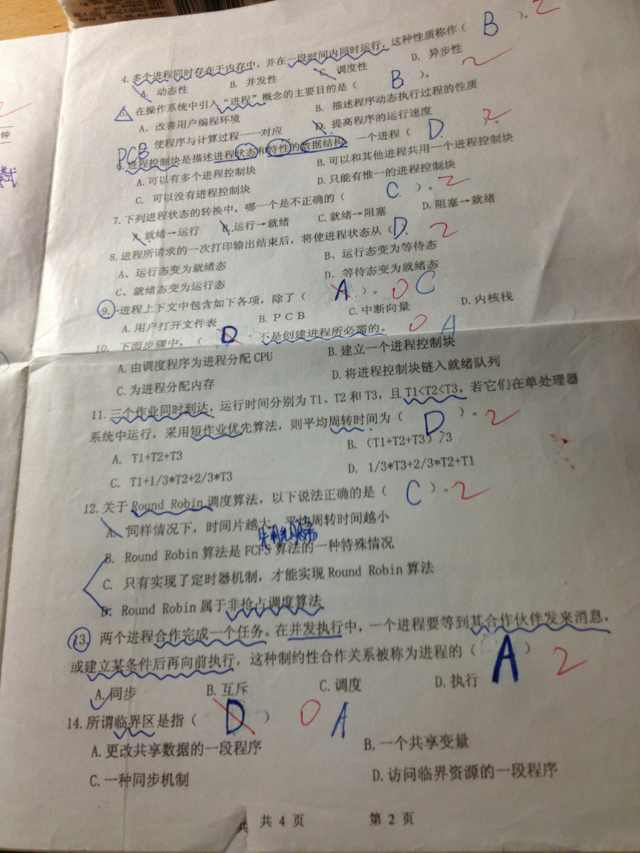 4. 多个进程同时存在于内存中，并在一段时间内同时运行，这种性质称作（ B ）。 2
A. 动态性 B. 并发性 C. 调度性 D. 异步性
5. 在操作系统中引入“进程”概念的主要目的是（ B ）。 2
A. 改善用户编程环境 B. 描述程序动态执行过程的性质
C. 使程序与计算过程一一对应 D. 提高程序的运行速度
PCB
6. 进程控制块是描述进程状态和特性的数据结构，一个进程（ D 2
A. 可以有多个进程控制块 B. 可以和其他进程共用一个进程控制块
C. 可以没有进程控制块 D. 只能有惟一的进程控制块
7. 下列进程状态的转换中，哪一个是不正确的（ C ）。 2
A. 就绪→运行 B. 运行→就绪 C. 就绪→阻塞 D. 阻塞→就绪
8. 进程所请求的一次打印输出结束后，将使进程状态从（ D. 2
A、运行态变为就绪态 B、运行态变为等待态
C、就绪态变为运行态 D、等待态变为就绪态
9. 进程上下文中包含如下各项，除了（ A ）。 0 C
A. 用户打开文件表 B. PCB C. 中断向量 D. 内核栈
10. 下面步骤中，（ D 不是创建进程所必需的。 0 A
A. 由调度程序为进程分配 CPU B. 建立一个进程控制块
C. 为进程分配内存 D. 将进程控制块链入就绪队列
11. 三个作业同时到达，运行时间分别为 T1、T2 和 T3，且 T1<T2<T3，若它们在单处理器
系统中运行，采用短作业优先算法，则平均周转时间为（ D ）。 2
A. T1+T2+T3 B. (T1+T2+T3)/3
C. T1+1/3*T2+2/3*T3 D. 1/3*T3+2/3*T2+T1
12. 关于 Round Robin 调度算法，以下说法正确的是（ C ）。 2
A. 同样情况下，时间片越大，平均周转时间越小
B. Round Robin 算法是 FCFS 算法的一种特殊情况
C. 只有实现了定时器机制，才能实现 Round Robin 算法
D. Round Robin 属于非抢占调度算法
13. 两个进程合作完成一个任务。在并发执行中，一个进程要等到其合作伙伴发来消息，
或建立某条件后再向前执行，这种制约性合作关系被称为进程的（ A ） 2
A. 同步 B. 互斥 C. 调度 D. 执行
14. 所谓临界区是指（ D ） 0 A
A. 更改共享数据的一段程序 B. 一个共享变量
C. 一种同步机制 D. 访问临界资源的一段程序
共 4 页 第 2 页